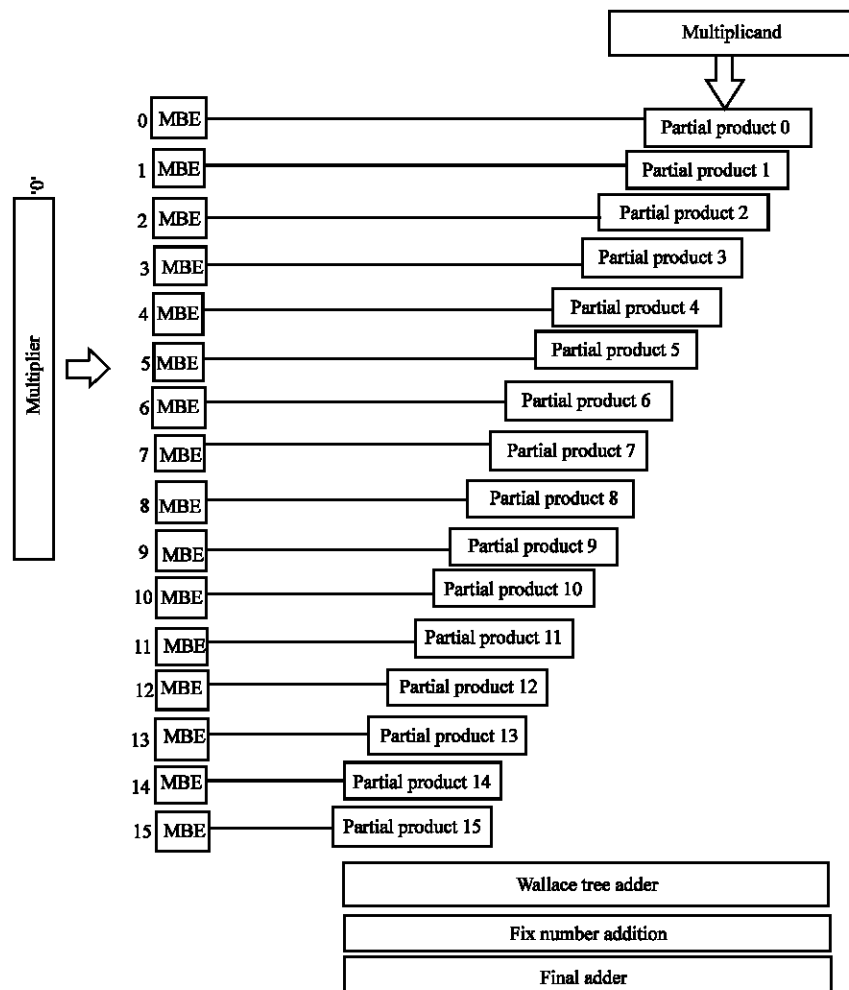 Multiplicand
0 MBE Partial product 0
1 MBE Partial product 1
'0'
2 MBE Partial product 2
3 MBE Partial product 3
4 MBE Partial product 4
Multiplier
5 MBE Partial product 5
6 MBE Partial product 6
7 MBE Partial product 7
8 MBE Partial product 8
9 MBE Partial product 9
10 MBE Partial product 10
11 MBE Partial product 11
12 MBE Partial product 12
13 MBE Partial product 13
14 MBE Partial product 14
15 MBE Partial product 15
Wallace tree adder
Fix number addition
Final adder